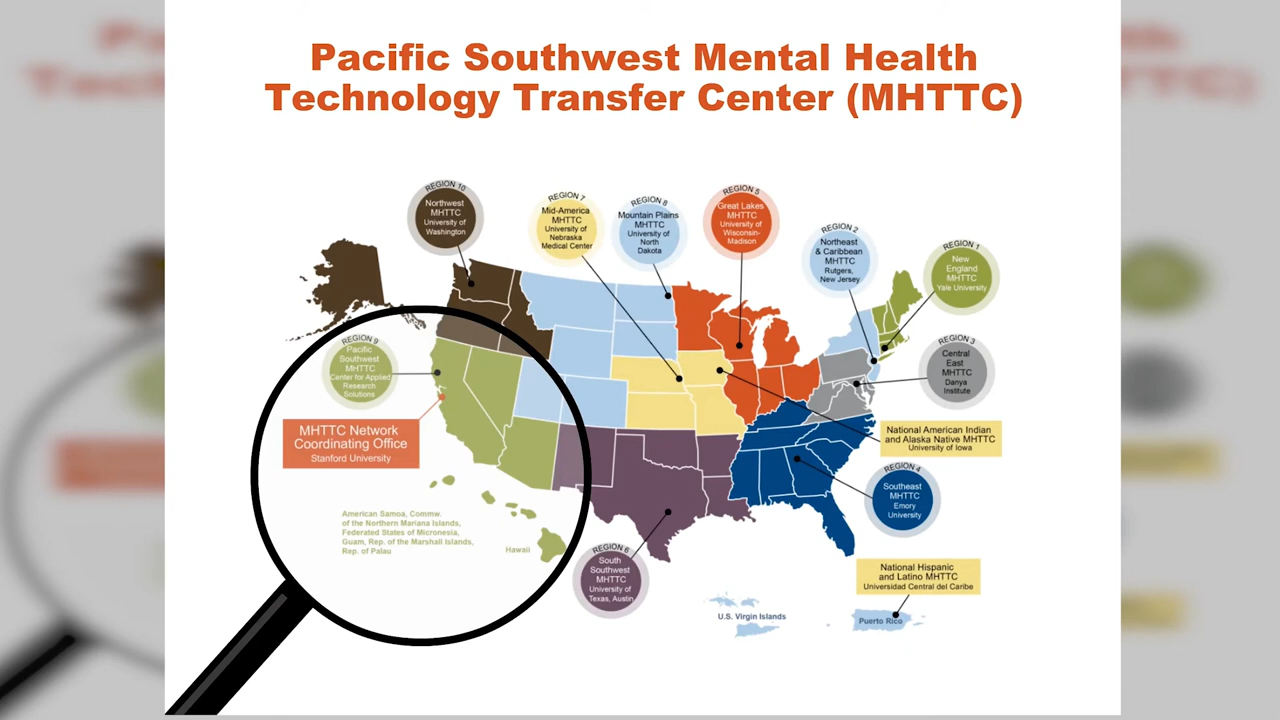 Pacific Southwest Mental Health
Technology Transfer Center (MHTTC)
REGION 10
Northwest
MHTTC
University of
Washington
REGION 7
Mid-America
MHTTC
University of
Nebraska
Medical Center
REGION 8
Mountain Plains
MHTTC
University of
North
Dakota
REGION 5
Great Lakes
MHTTC
University of
Wisconsin-
Madison
REGION 2
Northeast
& Caribbean
MHTTC
Rutgers,
New Jersey
REGION 1
New
England
MHTTC
Yale University
REGION 9
Pacific
Southwest
MHTTC
Center for Applied
Research
Solutions
REGION 3
Central
East
MHTTC
Danya
Institute
MHTTC Network
Coordinating Office
Stanford University
National American Indian
and Alaska Native MHTTC
University of Iowa
REGION 4
Southeast
MHTTC
Emory
University
American Samoa, Commw.
of the Northern Mariana Islands,
Federated States of Micronesia,
Guam, Rep. of the Marshall Islands,
Rep. of Palau
Hawaii
REGION 6
South
Southwest
MHTTC
University of
Texas, Austin
National Hispanic
and Latino MHTTC
Universidad Central del Caribe
U.S. Virgin Islands
Puerto Rico